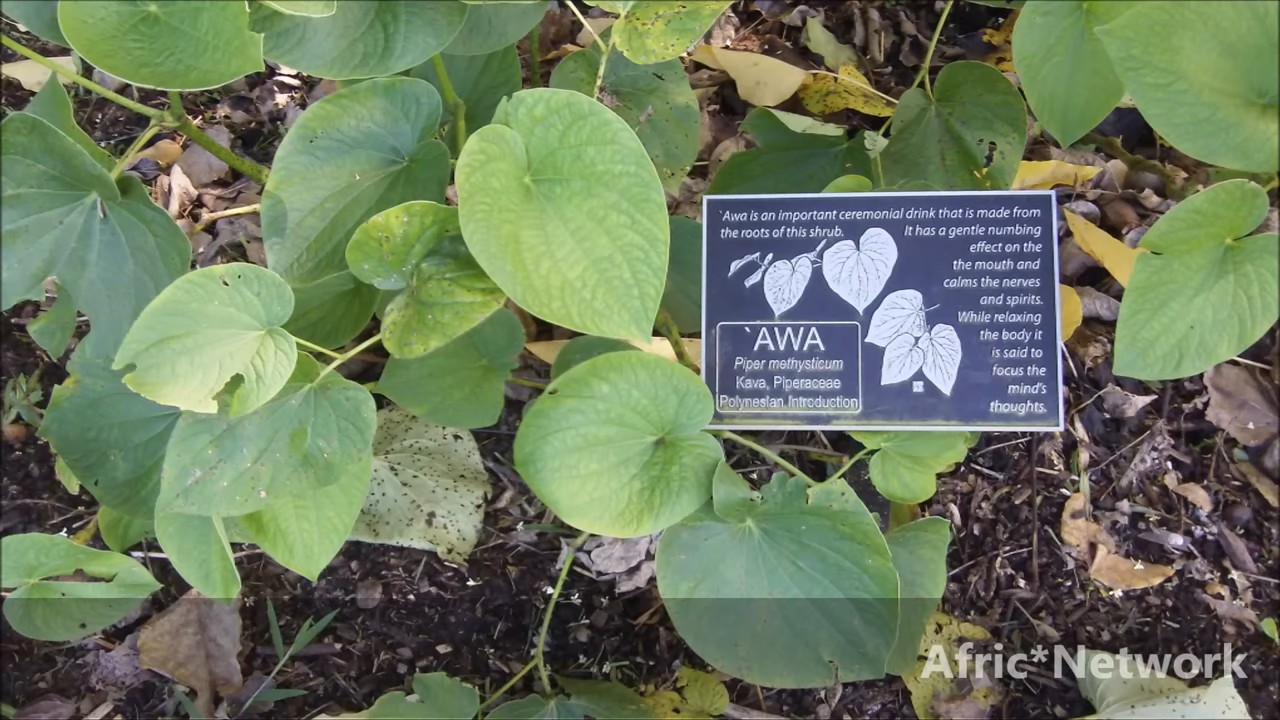 `Awa is an important ceremonial drink that is made from
the roots of this shrub. It has a gentle numbing
effect on the
the mouth and
calms the nerves
and spirits.
While relaxing
the body it
is said to
focus the
mind's
thoughts.
`AWA
Piper methysticum
Kava, Piperaceae
Polynesian Introduction
Afric*Network